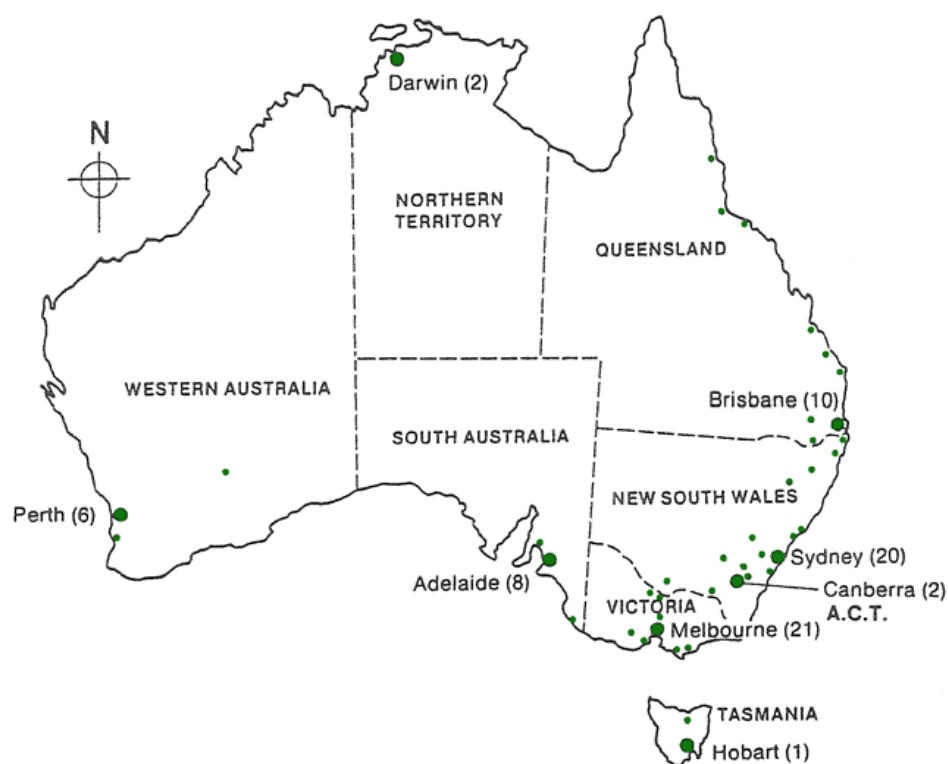 Darwin (2)
N
NORTHERN
TERRITORY
QUEENSLAND
WESTERN AUSTRALIA
SOUTH AUSTRALIA
Brisbane (10)
NEW SOUTH WALES
Perth (6)
Adelaide (8)
Sydney (20)
Canberra (2)
A.C.T.
VICTORIA
Melbourne (21)
TASMANIA
Hobart (1)